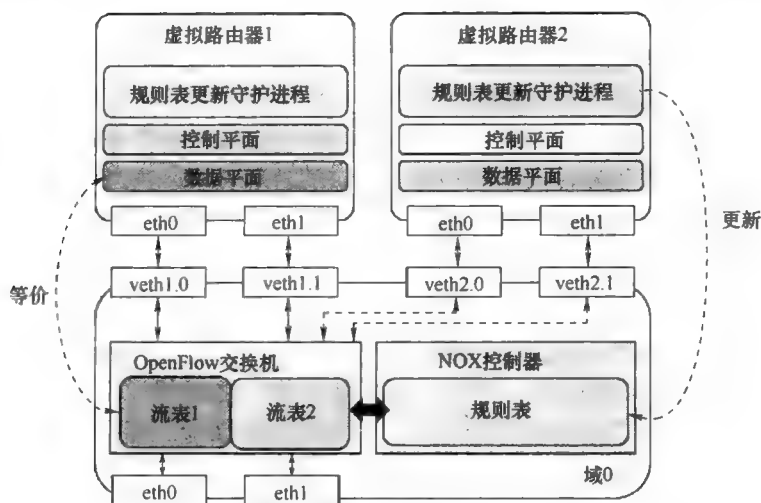 虚拟路由器1 虚拟路由器2
规则表更新守护进程 规则表更新守护进程
控制平面 控制平面
数据平面 数据平面
eth0 eth1 eth0 eth1
更新
等价
veth1.0 veth1.1 veth2.0 veth2.1
OpenFlow交换机 NOX控制器
流表1 流表2 规则表
域0
eth0 eth1